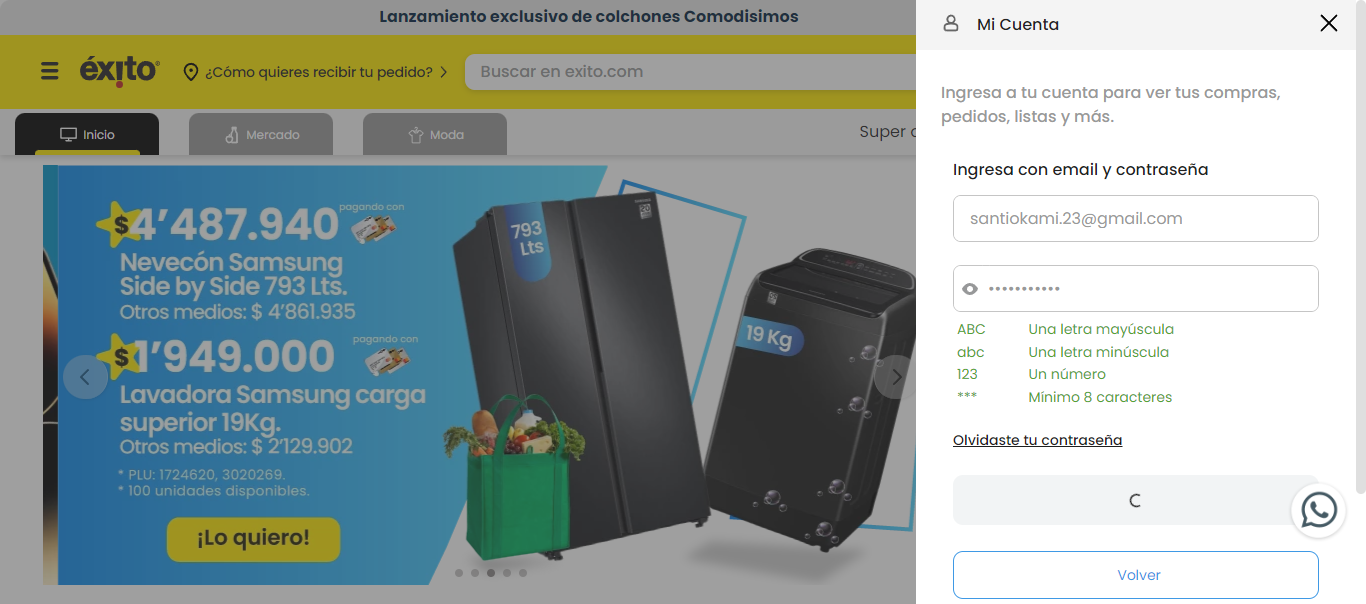 Lanzamiento exclusivo de colchones Comodisimos
Mi Cuenta
éxito
¿Cómo quieres recibir tu pedido?
Buscar en exito.com
Inicio
Mercado
Moda
Super
Ingresa a tu cuenta para ver tus compras,
pedidos, listas y más.
Ingresa con email y contraseña
santiokami.23@gmail.com
•••••••••••
ABC Una letra mayúscula
abc Una letra minúscula
123 Un número
*** Mínimo 8 caracteres
Olvidaste tu contraseña
Volver
$4’487.940
pagando con
Nevecón Samsung
Side by Side 793 Lts.
Otros medios: $ 4’861.935
$1’949.000
pagando con
Lavadora Samsung carga
superior 19Kg.
Otros medios: $ 2’129.902
* PLU: 1724620, 3020269.
* 100 unidades disponibles.
¡Lo quiero!
793
Lts
SAMSUNG
19 Kg